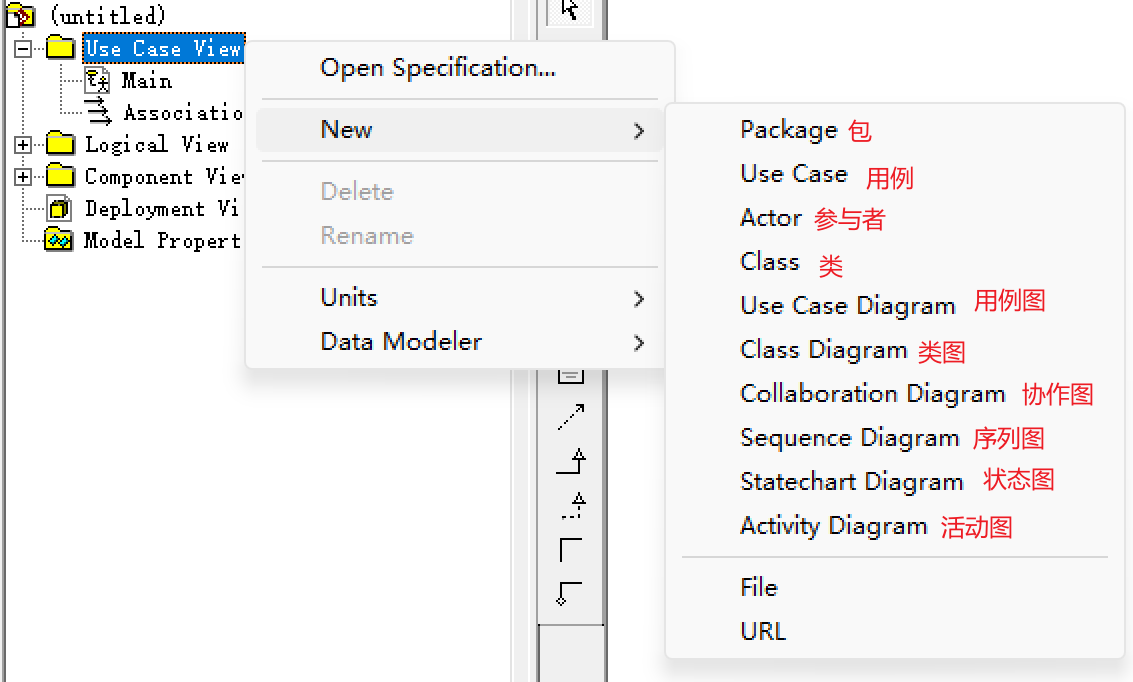 (untitled)
Use Case View
Main
Associatio
Logical View
Component Vie
Deployment Vi
Model Propert
Open Specification...
New
Delete
Rename
Units
Data Modeler
Package 包
Use Case 用例
Actor 参与者
Class 类
Use Case Diagram 用例图
Class Diagram 类图
Collaboration Diagram 协作图
Sequence Diagram 序列图
Statechart Diagram 状态图
Activity Diagram 活动图
File
URL